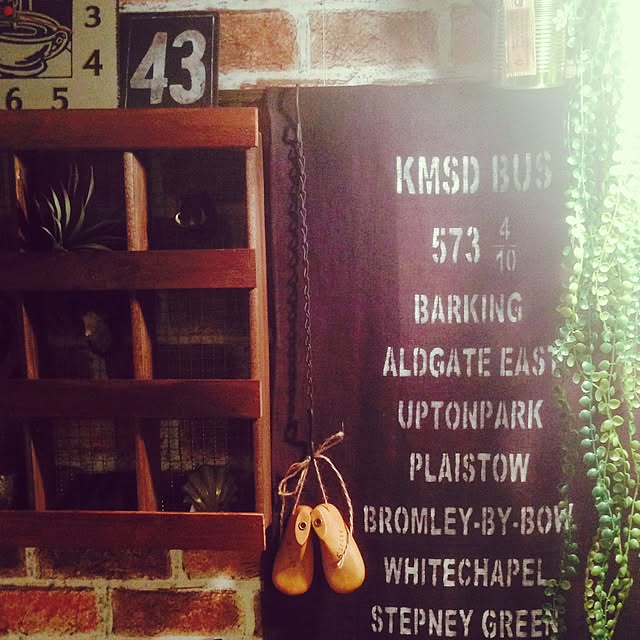 3
4
6 5
43
KMSD BUS
573 4/10
BARKING
ALDGATE EAST
UPTONPARK
PLAISTOW
BROMLEY-BY-BOW
WHITECHAPEL
STEPNEY GREEN